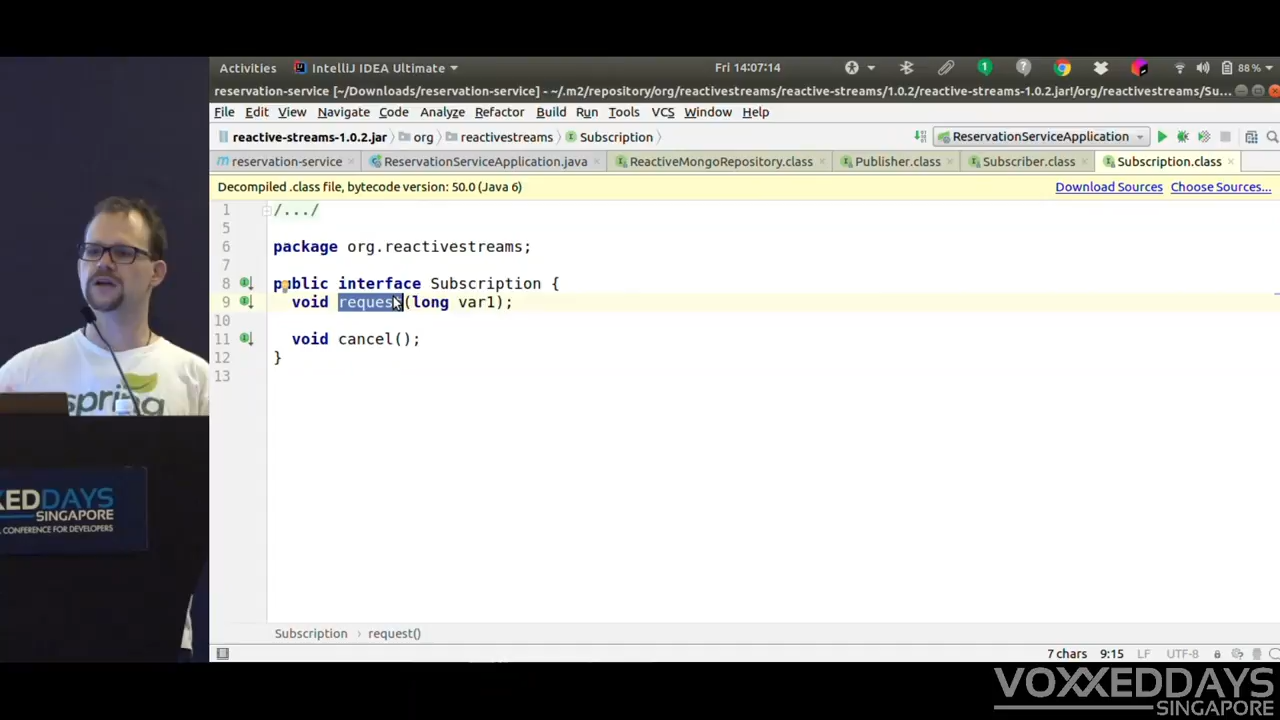 Activities
IntelliJ IDEA Ultimate
Fri 14:07:14
1
?
88%
reservation-service [~/Downloads/reservation-service] - ~/.m2/repository/org/reactivestreams/reactive-streams/1.0.2/reactive-streams-1.0.2.jar!/org/reactivestreams/Su...
File Edit View Navigate Code Analyze Refactor Build Run Tools VCS Window Help
reactive-streams-1.0.2.jar org reactivestreams Subscription
ReservationServiceApplication
m reservation-service ReservationServiceApplication.java ReactiveMongoRepository.class Publisher.class Subscriber.class Subscription.class
Decompiled .class file, bytecode version: 50.0 (Java 6) Download Sources Choose Sources...
1 /.../
5
6 package org.reactivestreams;
7
8 public interface Subscription {
9 void request(long var1);
10
11 void cancel();
12 }
13
Subscription › request()
7 chars 9:15 LF UTF-8
spring
XEDDAYS
SINGAPORE
CONFERENCE FOR DEVELOPERS
VOXXEDDAYS
SINGAPORE